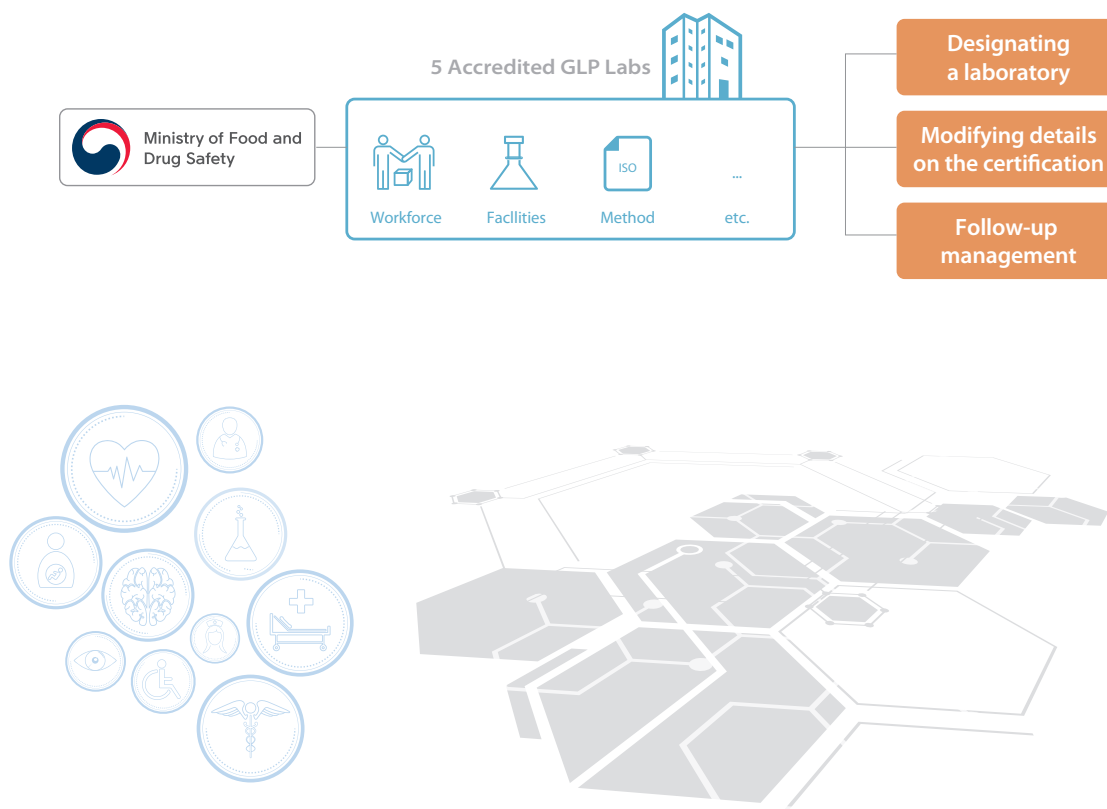 5 Accredited GLP Labs
Ministry of Food and
Drug Safety
Workforce
Facllities
ISO
Method
...
etc.
Designating
a laboratory
Modifying details
on the certification
Follow-up
management